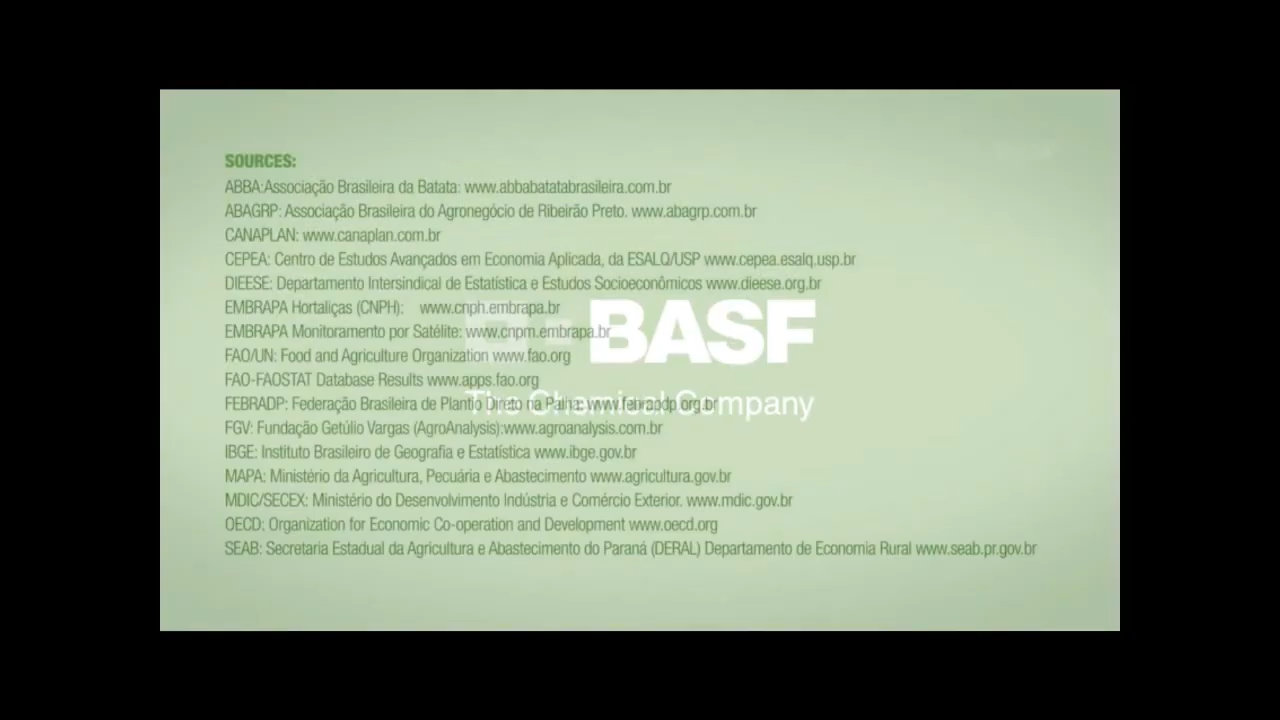 SOURCES:
ABBA:Associação Brasileira da Batata: www.abbabatatabrasileira.com.br
ABAGRP: Associação Brasileira do Agronegócio de Ribeirão Preto. www.abagrp.com.br
CANAPLAN: www.canaplan.com.br
CEPEA: Centro de Estudos Avançados em Economia Aplicada, da ESALQ/USP www.cepea.esalq.usp.br
DIEESE: Departamento Intersindical de Estatística e Estudos Socioeconômicos www.dieese.org.br
EMBRAPA Hortaliças (CNPH): www.cnph.embrapa.br
EMBRAPA Monitoramento por Satélite: www.cnpm.embrapa.br
BASF
FAO/UN: Food and Agriculture Organization www.fao.org
FAO-FAOSTAT Database Results www.apps.fao.org
FEBRADP: Federação Brasileira de Plantio Direto na Palha: www.febrapdp.org.br
The Chemical Company
FGV: Fundação Getúlio Vargas (AgroAnalysis):www.agroanalysis.com.br
IBGE: Instituto Brasileiro de Geografia e Estatística www.ibge.gov.br
MAPA: Ministério da Agricultura, Pecuária e Abastecimento www.agricultura.gov.br
MDIC/SECEX: Ministério do Desenvolvimento Indústria e Comércio Exterior. www.mdic.gov.br
OECD: Organization for Economic Co-operation and Development www.oecd.org
SEAB: Secretaria Estadual da Agricultura e Abastecimento do Paraná (DERAL) Departamento de Economia Rural www.seab.pr.gov.br